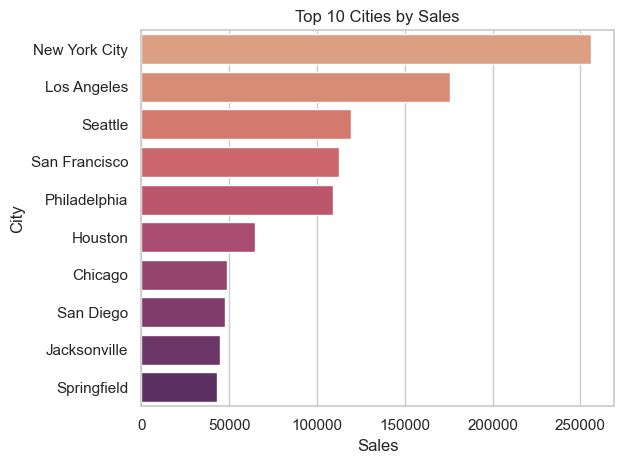 Top 10 Cities by Sales
City
New York City
Los Angeles
Seattle
San Francisco
Philadelphia
Houston
Chicago
San Diego
Jacksonville
Springfield
0 50000 100000 150000 200000 250000
Sales